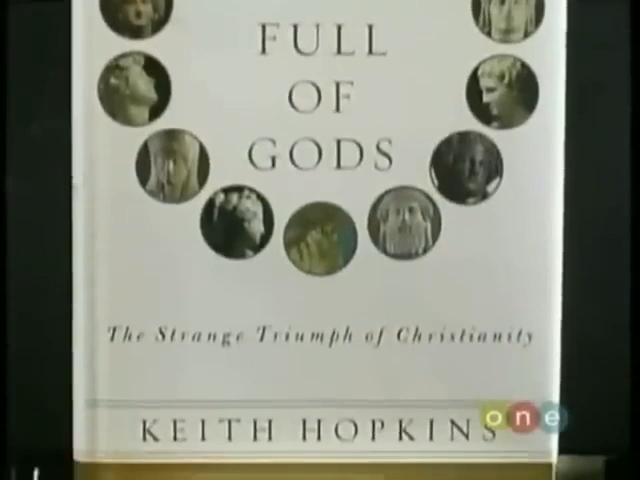 FULL
OF
GODS
The Strange Triumph of Christianity
KEITH HOPKINS
one